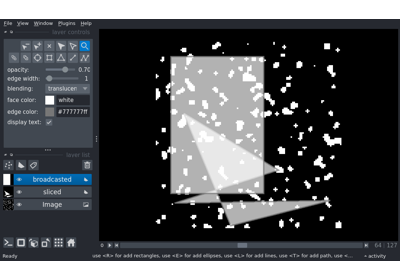 File View Window Plugins Help
layer controls
opacity: 0.70
edge width: 1
blending: translucen
face color: white
edge color: #777777ff
display text:
layer list
broadcasted
sliced
Image
64 127
Ready use <R> for add rectangles, use <E> for add ellipses, use <L> for add lines, use <T> for add path, use <... activity